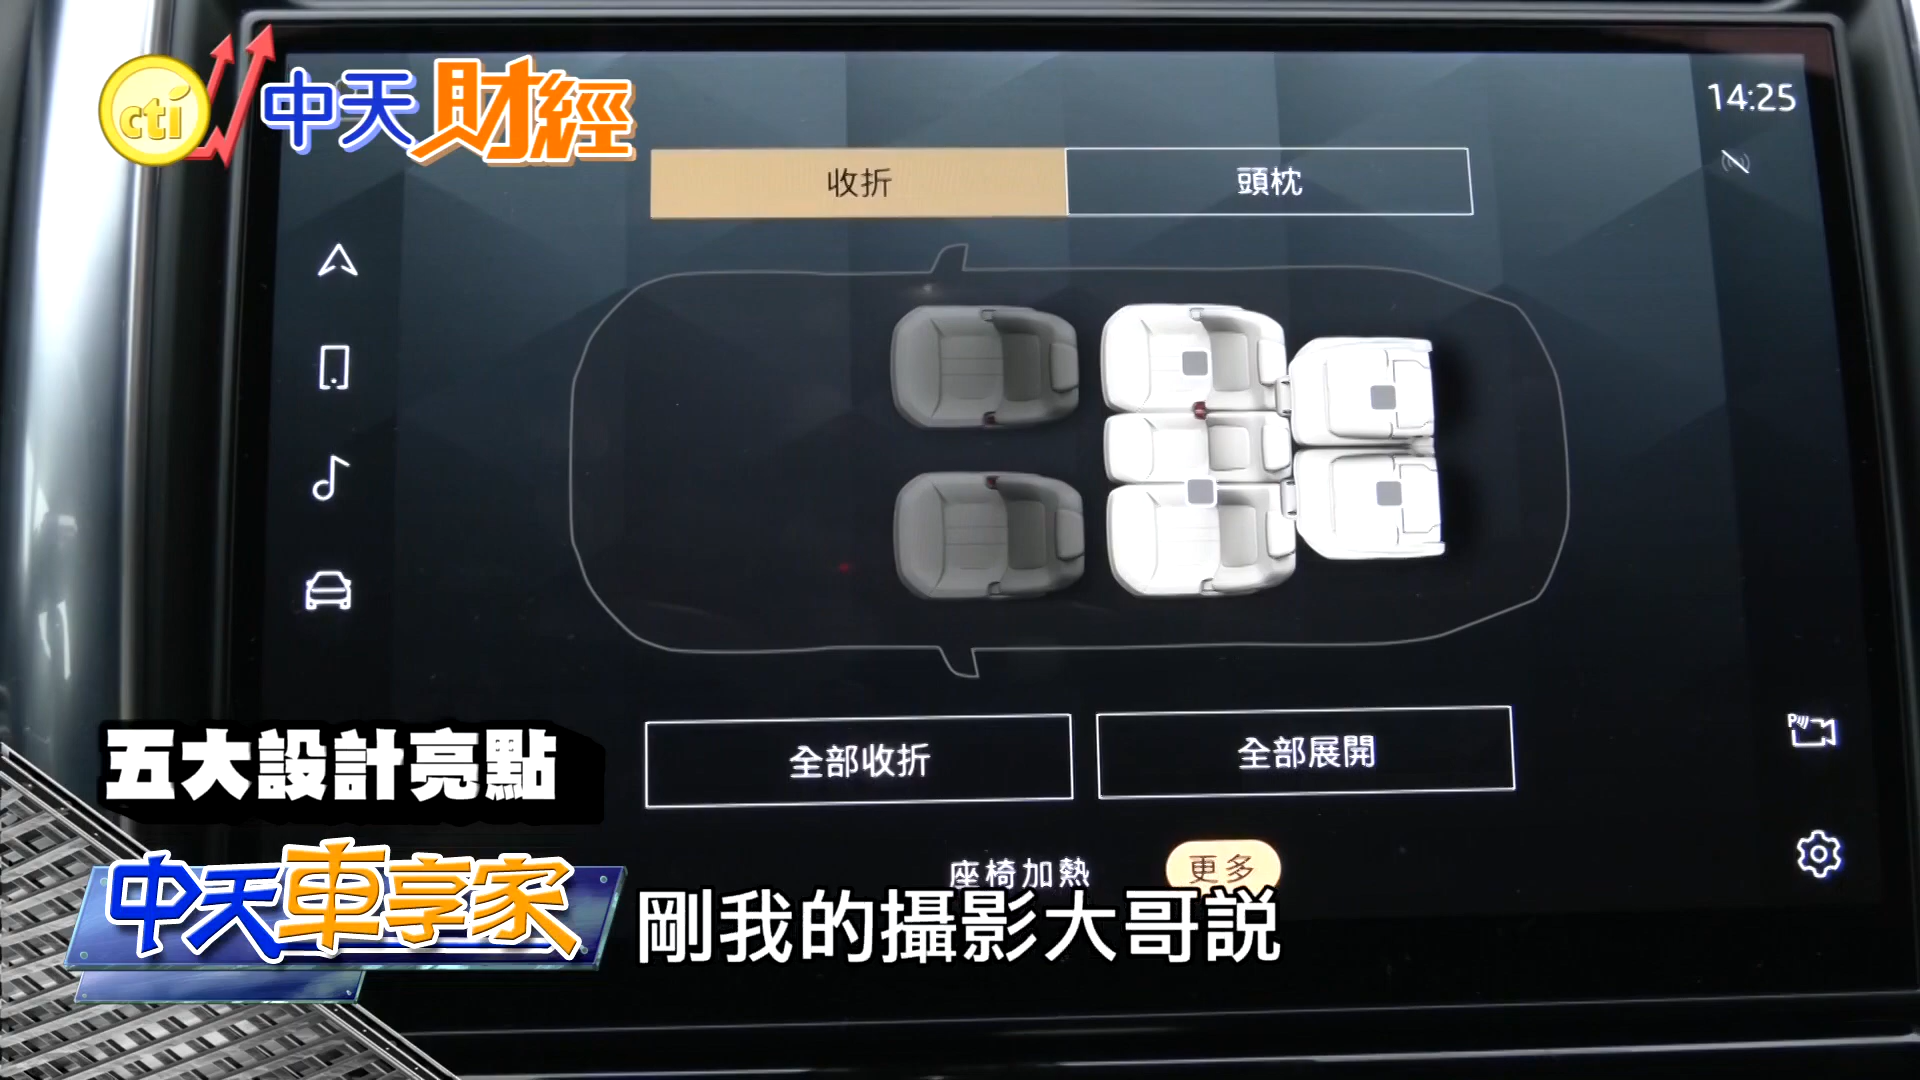 cti 中天財經
14:25
收折
頭枕
全部收折
全部展開
五大設計亮點
座椅加熱
更多
中天車享家
剛我的攝影大哥説
P